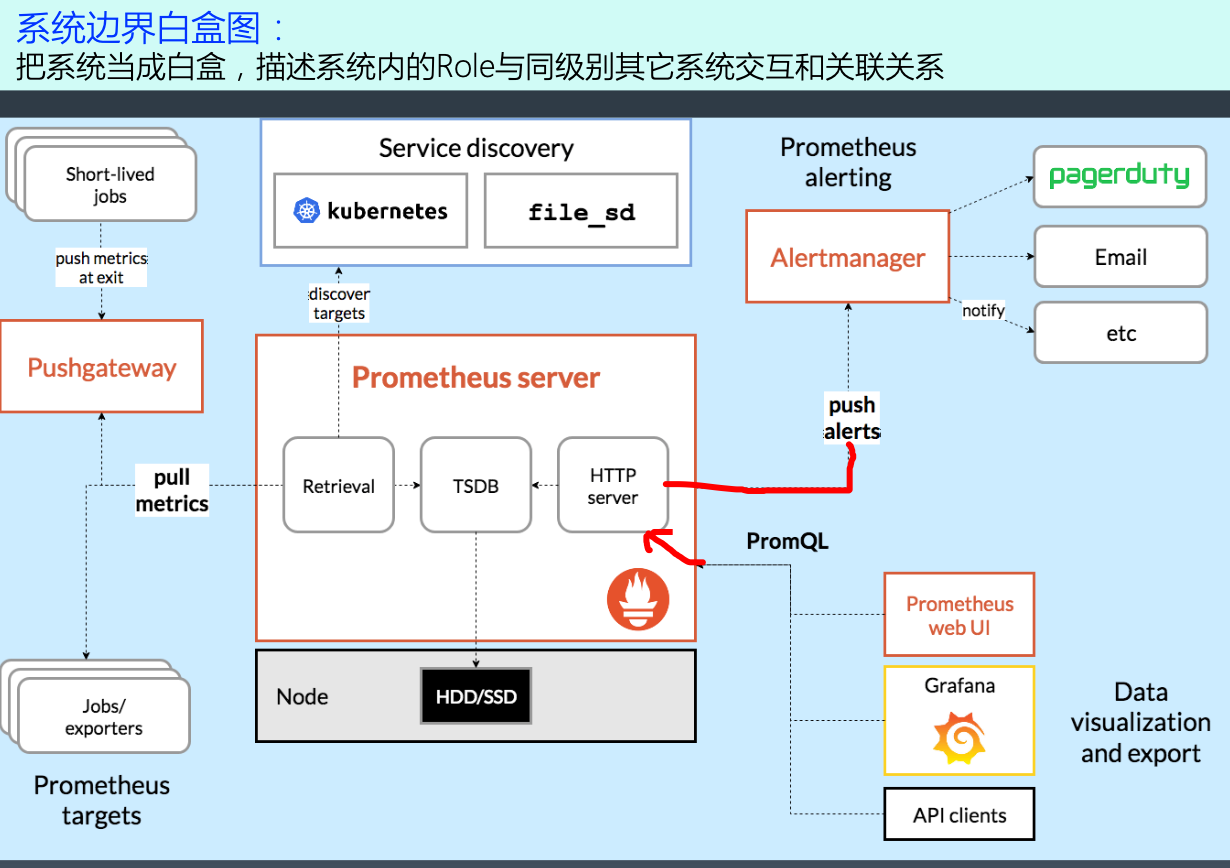 系统边界白盒图：
把系统当成白盒，描述系统内的Role与同级别其它系统交互和关联关系
Short-lived
jobs
push metrics
at exit
Pushgateway
pull
metrics
Jobs/
exporters
Prometheus
targets
Service discovery
kubernetes
file_sd
discover
targets
Prometheus server
Retrieval
TSDB
HTTP
server
Node
HDD/SSD
Prometheus
alerting
Alertmanager
pagerduty
Email
notify
etc
push
alerts
PromQL
Prometheus
web UI
Grafana
API clients
Data
visualization
and export